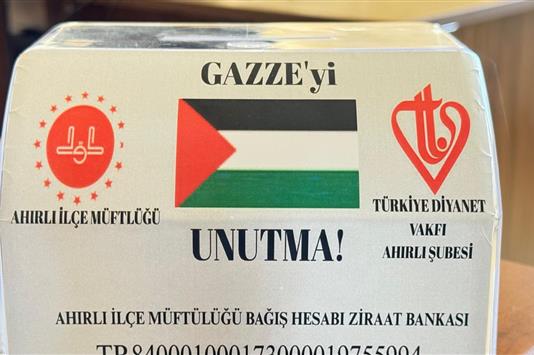 GAZZE'yi
AHIRLI İLÇE MÜFTLÜĞÜ
TÜRKİYE DİYANET
VAKFI
AHIRLI ŞUBESİ
UNUTMA!
AHIRLI İLÇE MÜFTÜLÜĞÜ BAĞIŞ HESABI ZİRAAT BANKASI